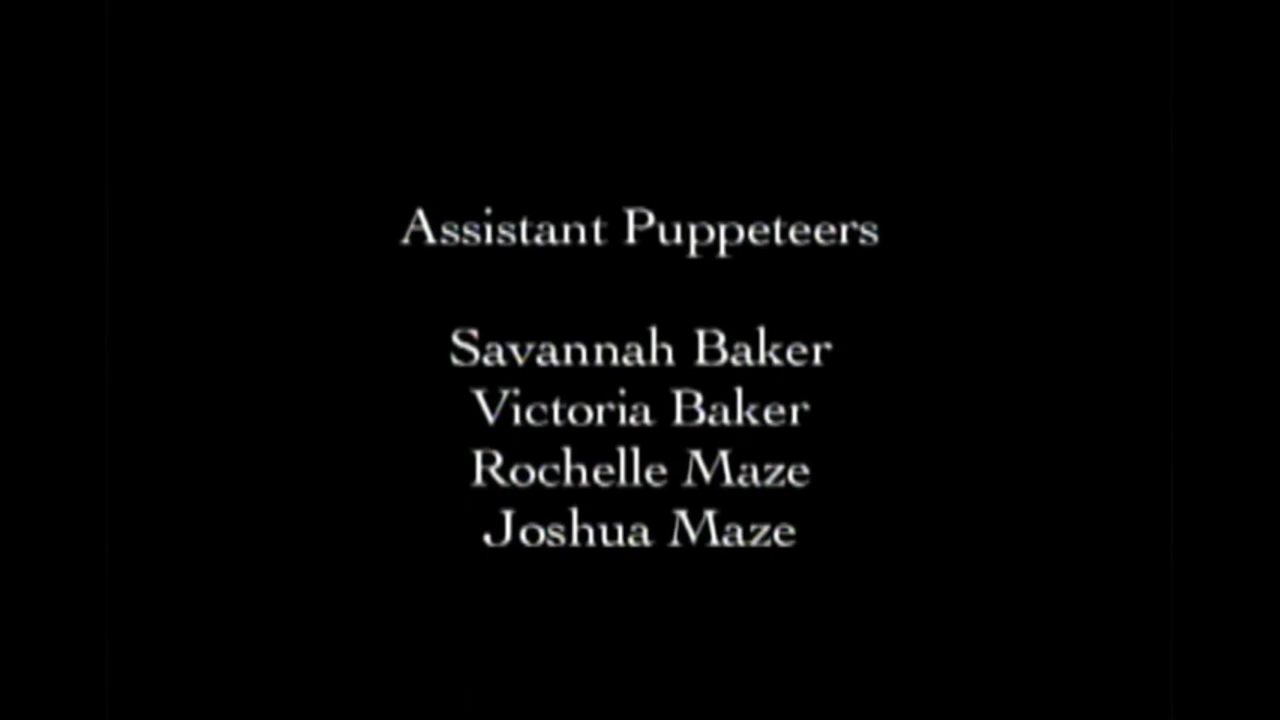 Assistant Puppeteers
Savannah Baker
Victoria Baker
Rochelle Maze
Joshua Maze